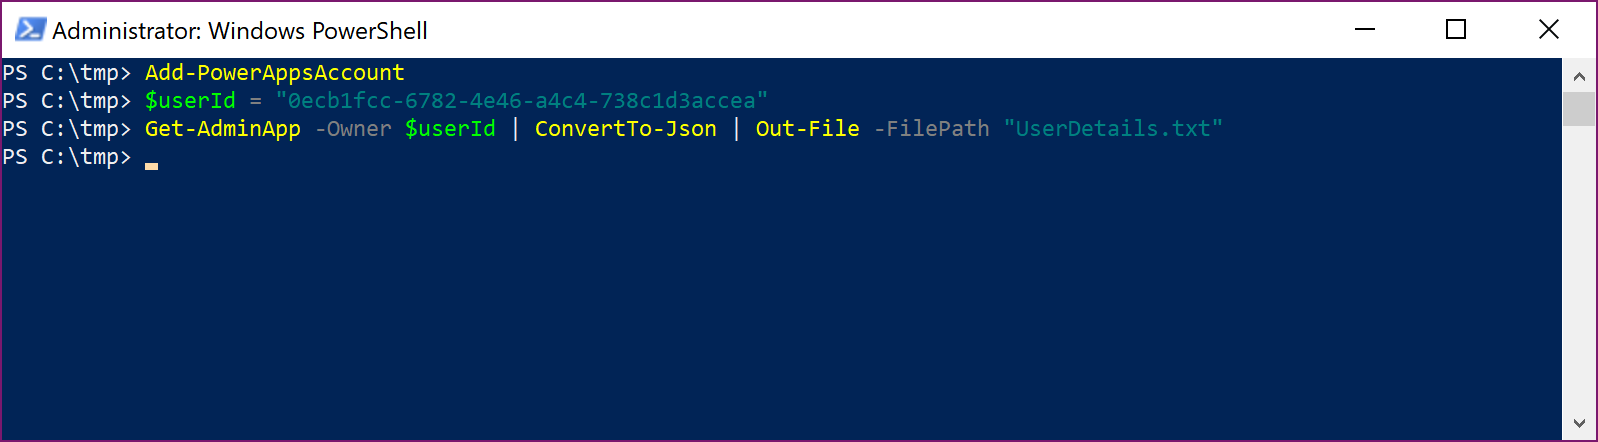 Administrator: Windows PowerShell
PS C:\tmp> Add-PowerAppsAccount
PS C:\tmp> $userId = "0ecb1fcc-6782-4e46-a4c4-738c1d3accea"
PS C:\tmp> Get-AdminApp -Owner $userId | ConvertTo-Json | Out-File -FilePath "UserDetails.txt"
PS C:\tmp>